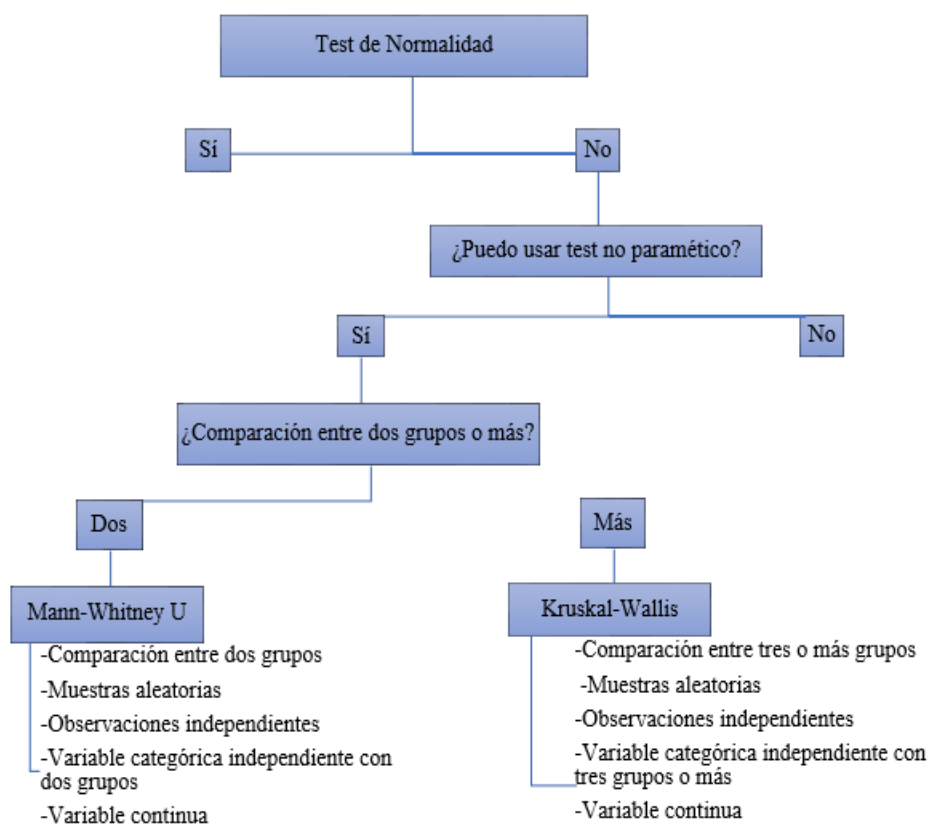 Test de Normalidad
Sí
No
¿Puedo usar test no paramético?
Sí
No
¿Comparación entre dos grupos o más?
Dos
Más
Mann-Whitney U
-Comparación entre dos grupos
-Muestras aleatorias
-Observaciones independientes
-Variable categórica independiente con
dos grupos
-Variable continua
Kruskal-Wallis
-Comparación entre tres o más grupos
-Muestras aleatorias
-Observaciones independientes
-Variable categórica independiente con
tres grupos o más
-Variable continua